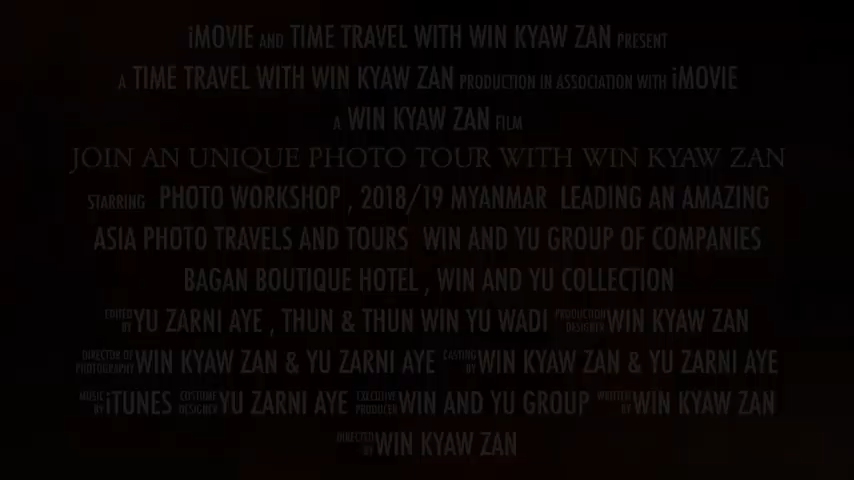 iMOVIE AND TIME TRAVEL WITH WIN KYAW ZAN PRESENT
A TIME TRAVEL WITH WIN KYAW ZAN PRODUCTION IN ASSOCIATION WITH iMOVIE
A WIN KYAW ZAN FILM
JOIN AN UNIQUE PHOTO TOUR WITH WIN KYAW ZAN
STARRING PHOTO WORKSHOP , 2018/19 MYANMAR LEADING AN AMAZING
ASIA PHOTO TRAVELS AND TOURS WIN AND YU GROUP OF COMPANIES
BAGAN BOUTIQUE HOTEL , WIN AND YU COLLECTION
EDITED BY YU ZARNI AYE , THUN & THUN WIN YU WADI PRODUCTION DESIGNER WIN KYAW ZAN
DIRECTOR OF PHOTOGRAPHY WIN KYAW ZAN & YU ZARNI AYE CASTING BY WIN KYAW ZAN & YU ZARNI AYE
MUSIC BY iTUNES COSTUME DESIGNER YU ZARNI AYE EXECUTIVE PRODUCER WIN AND YU GROUP WRITTEN BY WIN KYAW ZAN
DIRECTED BY WIN KYAW ZAN